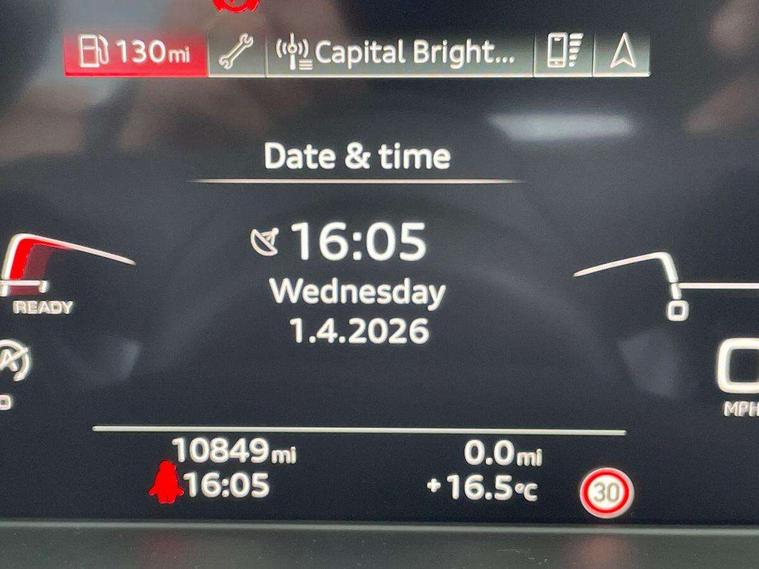 130mi
Capital Bright...
Date & time
16:05
Wednesday
1.4.2026
READY
0
MPH
10849mi
0.0mi
16:05
+16.5°C
30